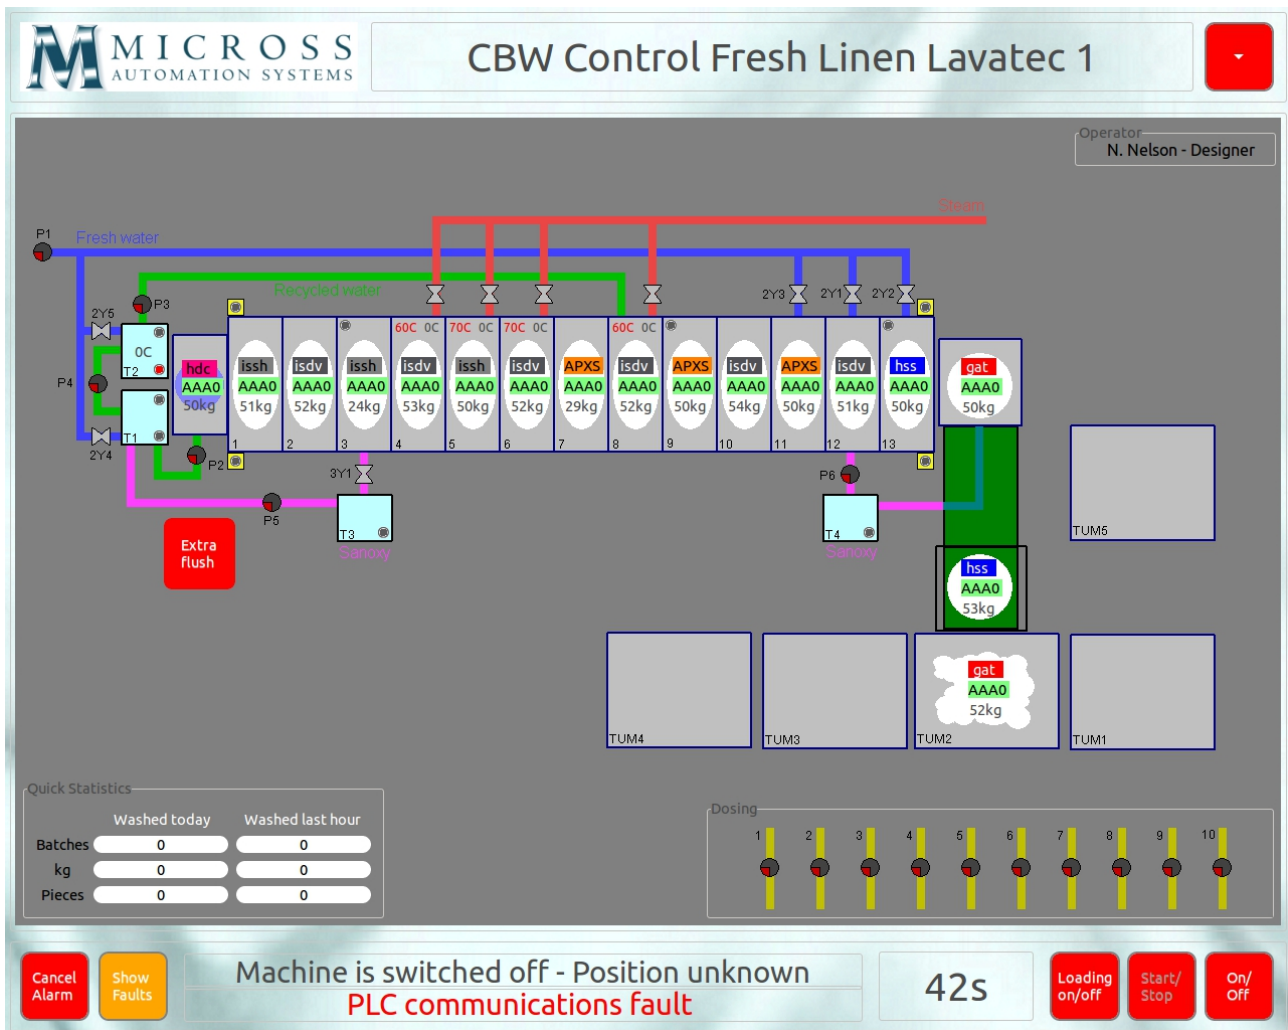 MICROSS
AUTOMATION SYSTEMS
CBW Control Fresh Linen Lavatec 1
Operator
N. Nelson - Designer
Steam
P1
Fresh water
Recycled water
P3
2Y5
2Y3
2Y1
2Y2
0C
T2
P4
T1
2Y4
P2
hdc
AAA0
50kg
issh
AAA0
51kg
1
isdv
AAA0
52kg
2
issh
AAA0
24kg
3
60C 0C
isdv
AAA0
53kg
4
70C 0C
issh
AAA0
50kg
5
70C 0C
isdv
AAA0
52kg
6
APXS
AAA0
29kg
7
60C 0C
isdv
AAA0
52kg
8
APXS
AAA0
50kg
9
isdv
AAA0
54kg
10
APXS
AAA0
50kg
11
isdv
AAA0
51kg
12
hss
AAA0
50kg
13
gat
AAA0
50kg
3Y1
P6
P5
T3
Sanoxy
T4
Sanoxy
Extra
flush
TUM5
hss
AAA0
53kg
TUM4
TUM3
gat
AAA0
52kg
TUM2
TUM1
Quick Statistics
Washed today Washed last hour
Batches 0 0
kg 0 0
Pieces 0 0
Dosing
1 2 3 4 5 6 7 8 9 10
Cancel
Alarm
Show
Faults
Machine is switched off - Position unknown
PLC communications fault
42s
Loading
on/off
Start/
Stop
On/
Off